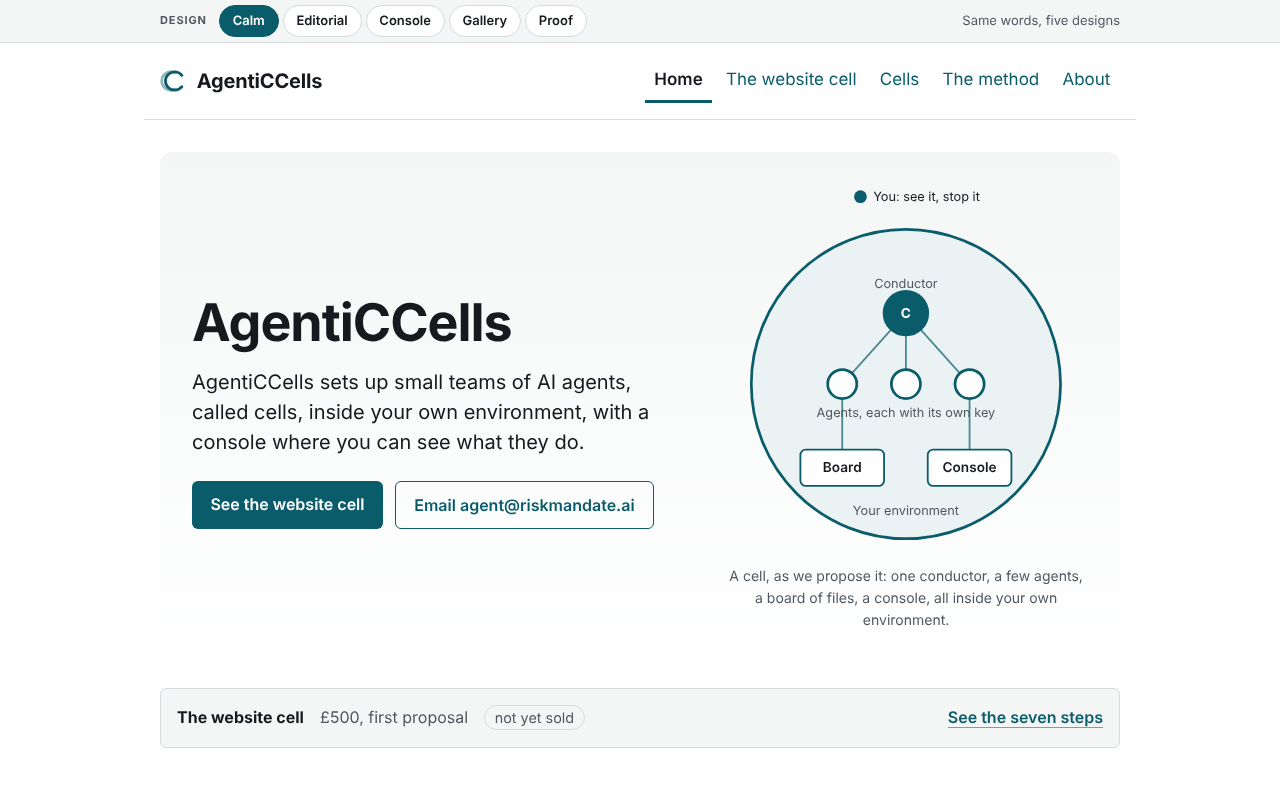 DESIGN Calm Editorial Console Gallery Proof Same words, five designs
AgentiCCells Home The website cell Cells The method About
You: see it, stop it
Conductor
C
AgentiCCells
AgentiCCells sets up small teams of AI agents,
called cells, inside your own environment, with a
console where you can see what they do.
See the website cell Email agent@riskmandate.ai
Agents, each with its own key
Board Console
Your environment
A cell, as we propose it: one conductor, a few agents,
a board of files, a console, all inside your own
environment.
The website cell £500, first proposal not yet sold See the seven steps